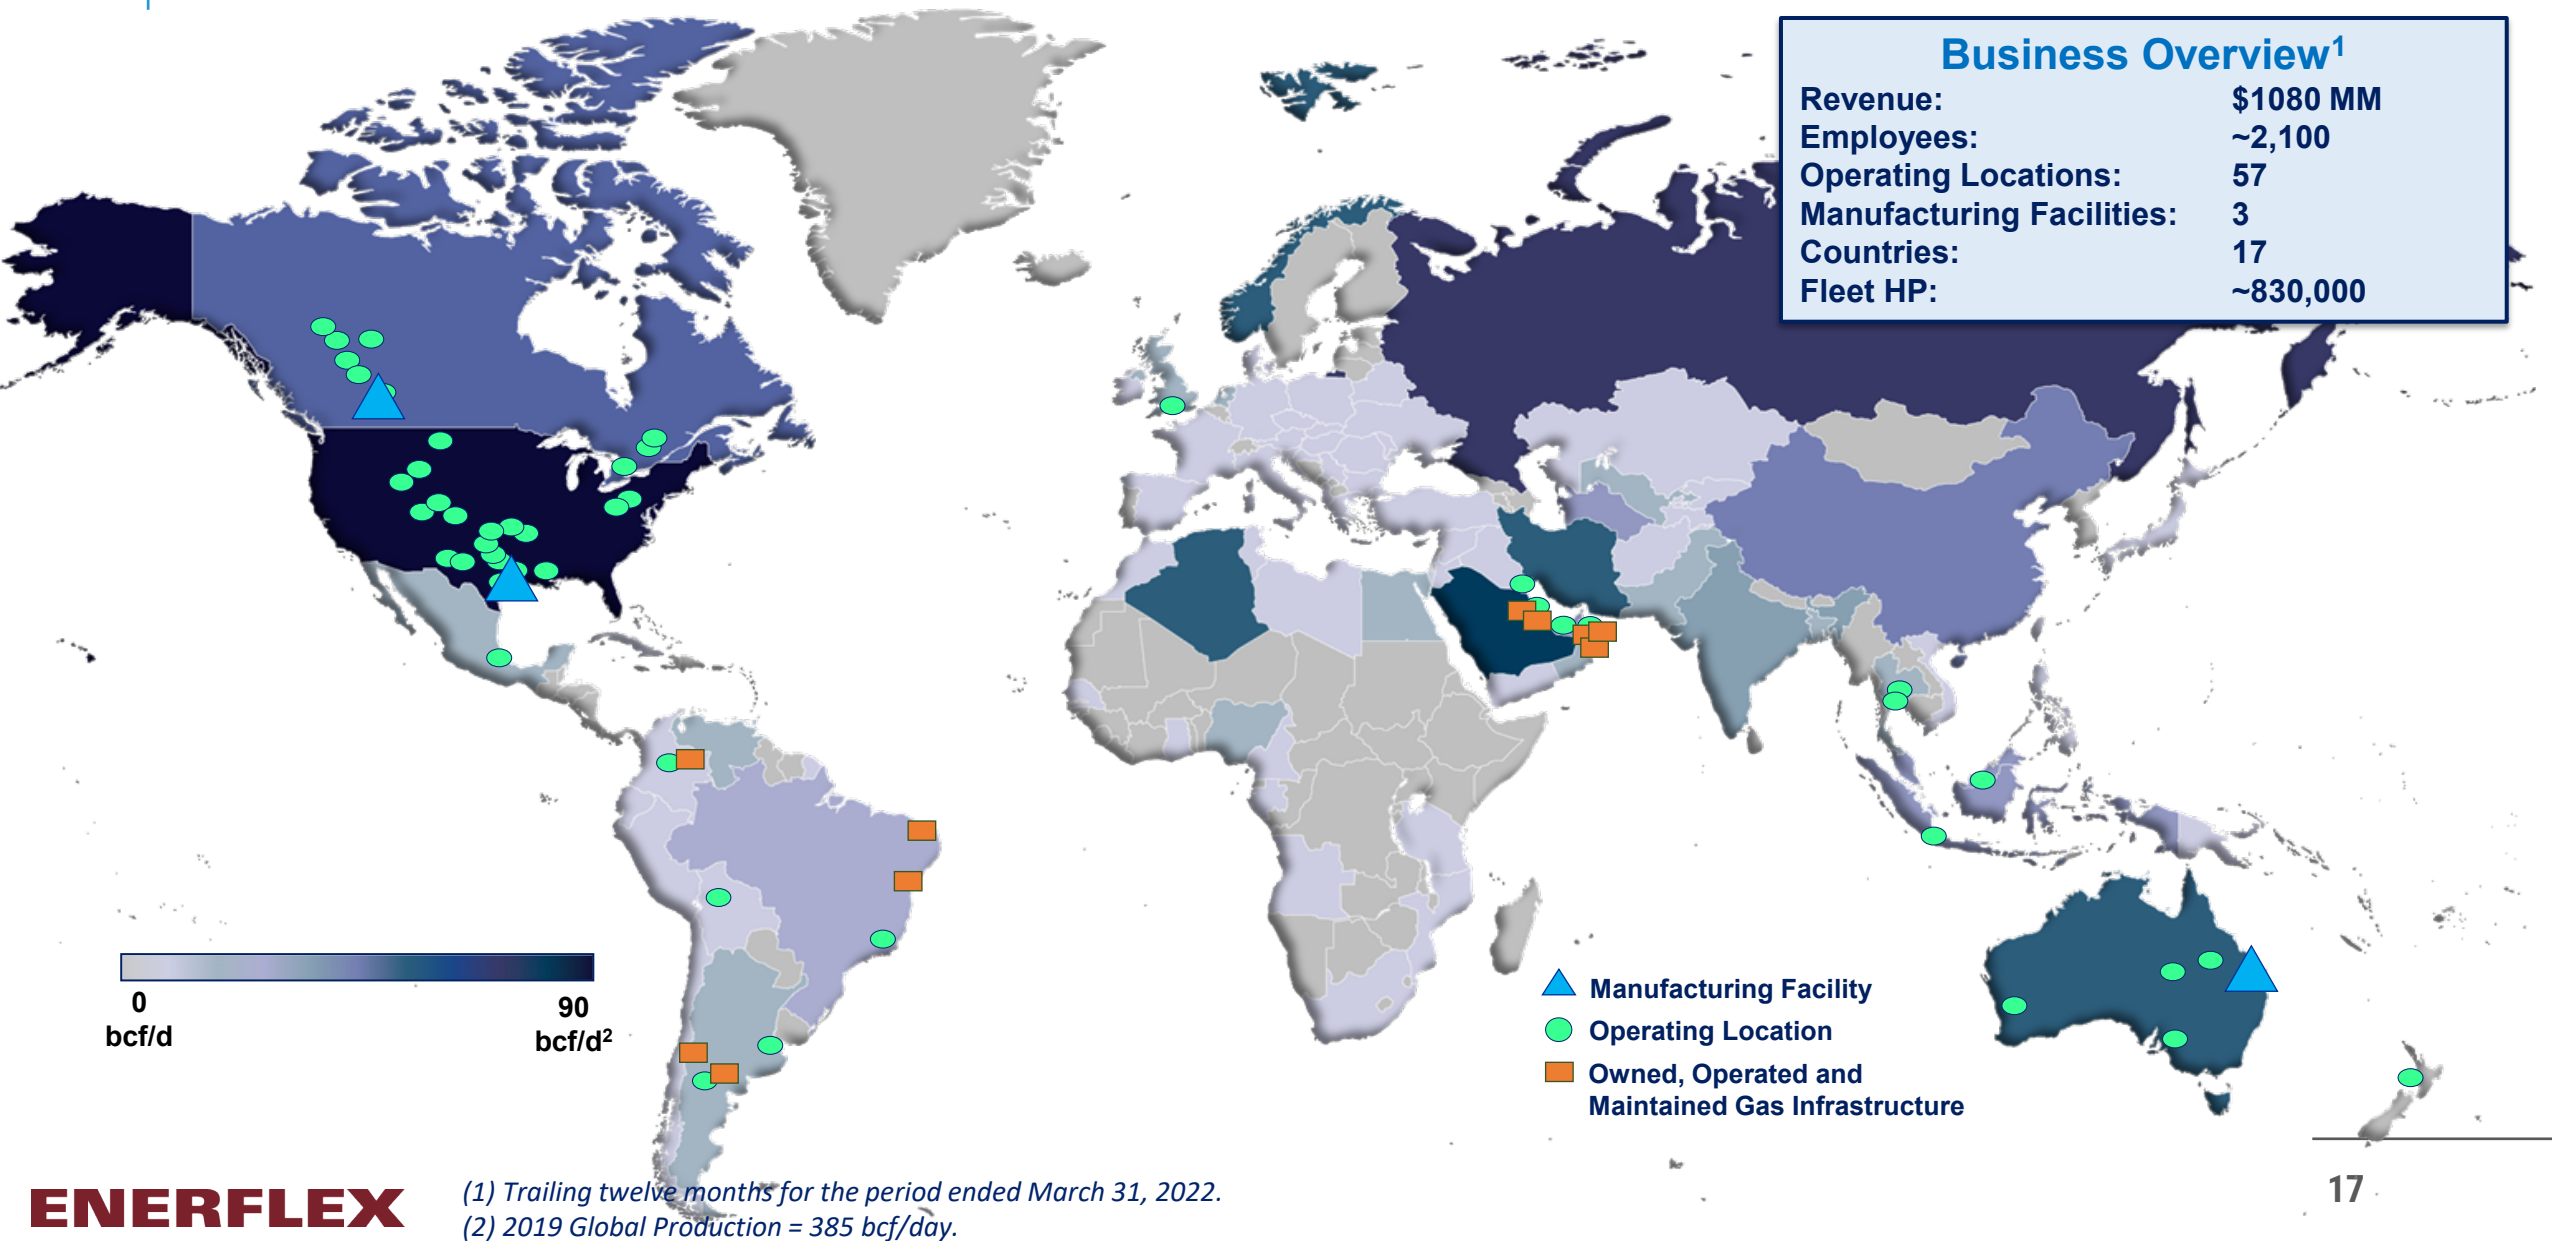 Business Overview1
Revenue: $1080 MM
Employees: ~2,100
Operating Locations: 57
Manufacturing Facilities: 3
Countries: 17
Fleet HP: ~830,000
0
bcf/d
90
bcf/d2
Manufacturing Facility
Operating Location
Owned, Operated and
Maintained Gas Infrastructure
ENERFLEX
(1) Trailing twelve months for the period ended March 31, 2022.
(2) 2019 Global Production = 385 bcf/day.
17